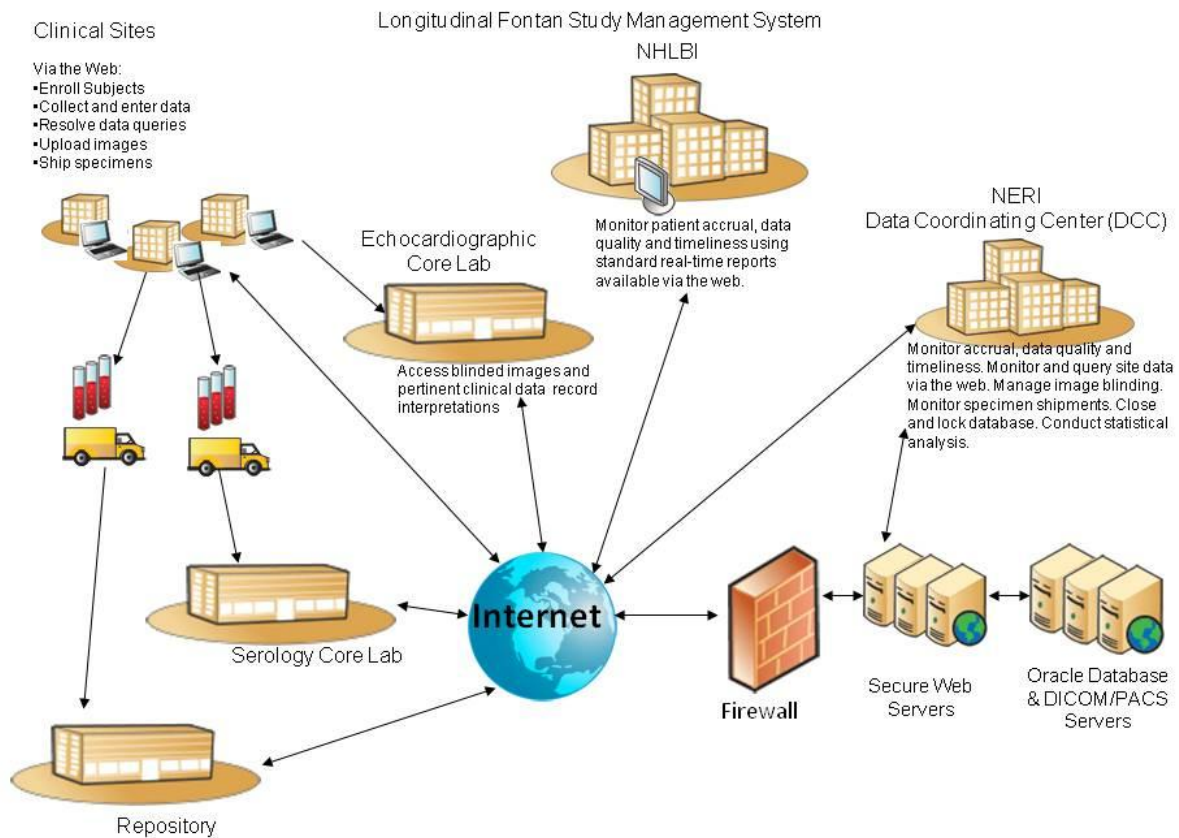 Longitudinal Fontan Study Management System
Clinical Sites
Via the Web:
▪Enroll Subjects
▪Collect and enter data
▪Resolve data queries
▪Upload images
▪Ship specimens
NHLBI
Monitor patient accrual, data
quality and timeliness using
standard real-time reports
available via the web.
NERI
Data Coordinating Center (DCC)
Monitor accrual, data quality and
timeliness. Monitor and query site data
via the web. Manage image blinding.
Monitor specimen shipments. Close
and lock database. Conduct statistical
analysis.
Echocardiographic
Core Lab
Access blinded images and
pertinent clinical data record
interpretations
Internet
Serology Core Lab
Firewall
Secure Web
Servers
Oracle Database
& DICOM/PACS
Servers
Repository